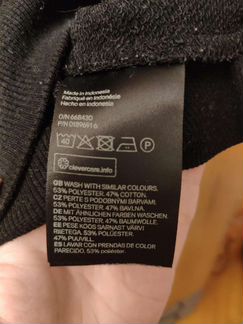 Made in Indonesia
Fabriqué en Indonésie
Hecho en Indonesia
O/N 668430
P/N 0189691 6
40
P
clevercare.info
GB WASH WITH SIMILAR COLOURS.
53% POLYESTER, 47% COTTON.
CZ PERTE S PODOBNÝMI BARVAMI.
53% POLYESTER, 47% BAVLNA.
DE MIT ÄHNLICHEN FARBEN WASCHEN.
53% POLYESTER, 47% BAUMWOLLE.
EE PESE KOOS SARNAST VÄRVI
RIIETEGA. 53% POLÜESTER,
47% PUUVILL.
ES LAVAR CON PRENDAS DE COLOR
PARECIDO. 53% poliéster,